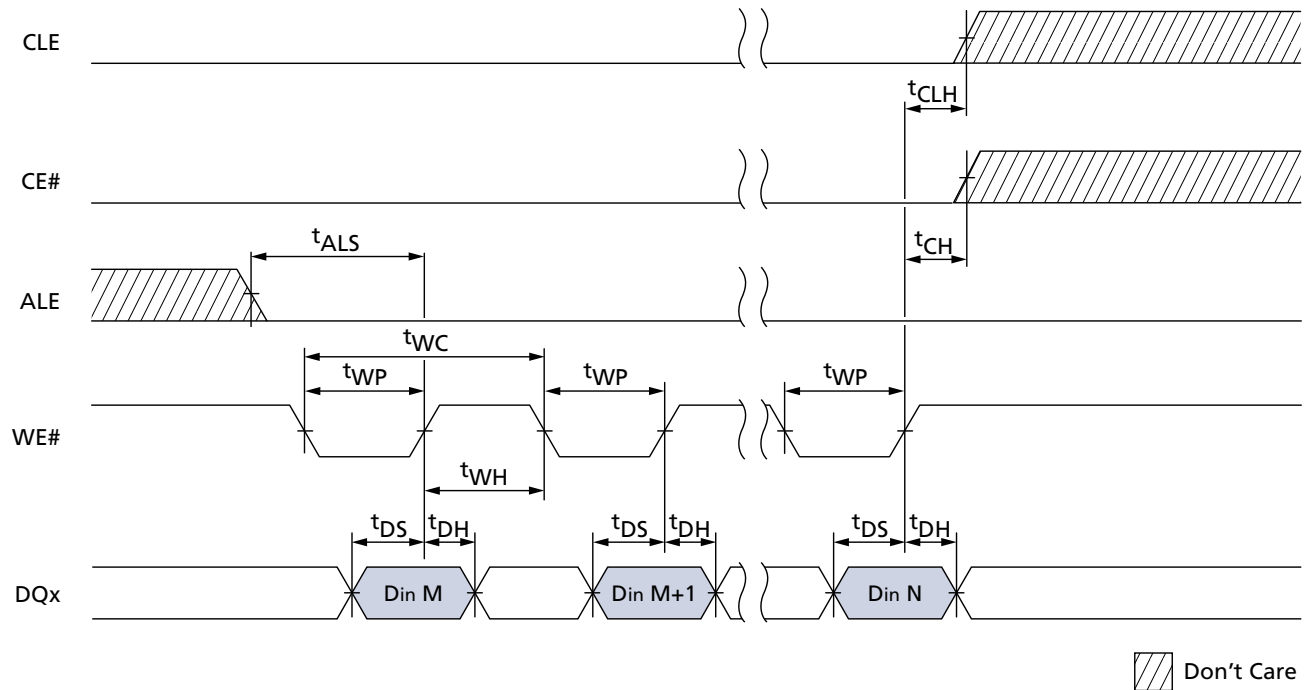 CLE
tCLH
CE#
tCH
tALS
ALE
tWC
tWP
tWP
tWP
WE#
tWH
tDS
tDH
tDS
tDH
tDS
tDH
DQx
Din M
Din M+1
Din N
Don't Care